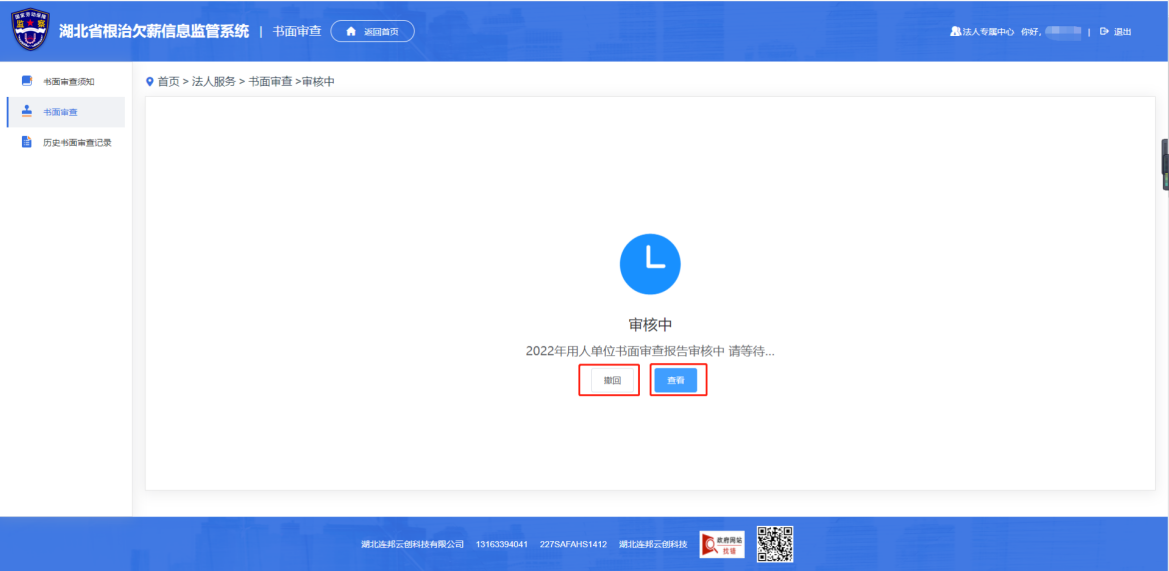 湖北省根治欠薪信息监管系统 | 书面审查 返回首页
法人专属中心 你好, | 退出
书面审查须知
书面审查
历史书面审查记录
首页 > 法人服务 > 书面审查 >审核中
审核中
2022年用人单位书面审查报告审核中 请等待...
撤回 查看
湖北连邦云创科技有限公司 13163394041 227SAFAHS1412 湖北连邦云创科技
政府网站
找错